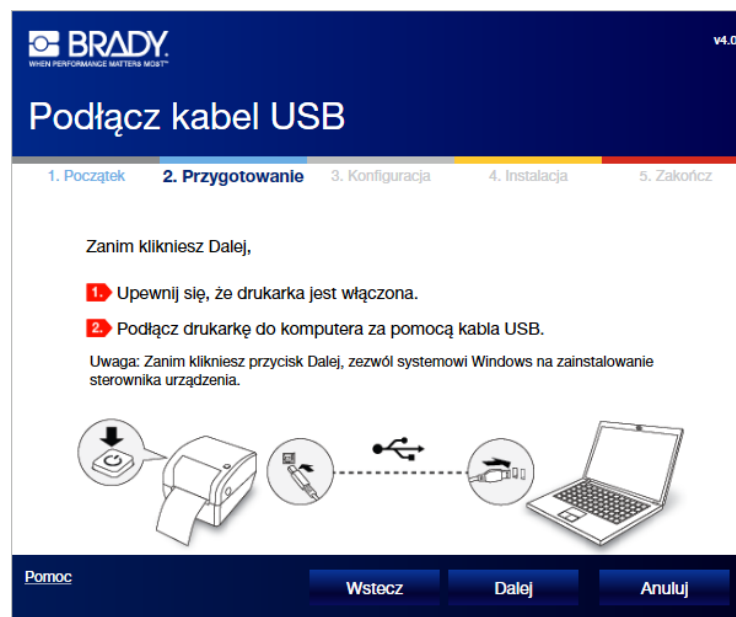 BRADY.
WHEN PERFORMANCE MATTERS MOST™
v4.0
Podłącz kabel USB
1. Początek 2. Przygotowanie 3. Konfiguracja 4. Instalacja 5. Zakończ
Zanim klikniesz Dalej,
1. Upewnij się, że drukarka jest włączona.
2. Podłącz drukarkę do komputera za pomocą kabla USB.
Uwaga: Zanim klikniesz przycisk Dalej, zezwól systemowi Windows na zainstalowanie
sterownika urządzenia.
Pomoc
Wstecz Dalej Anuluj